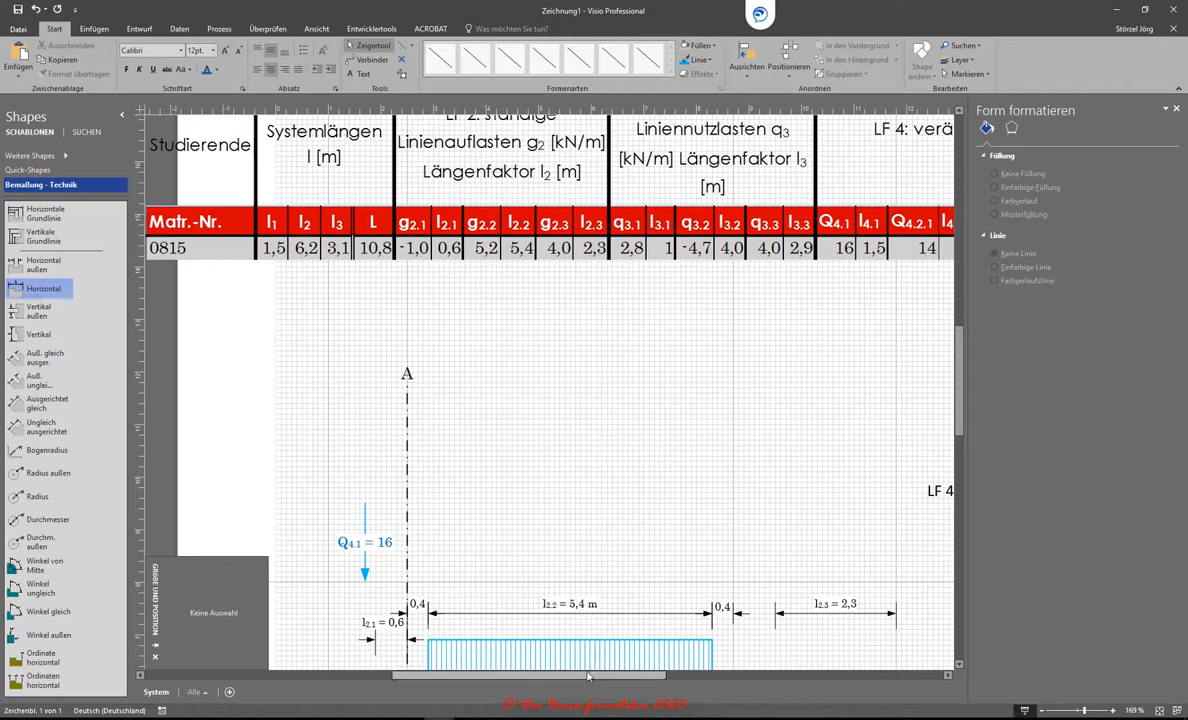 Zeichnung1 - Visio Professional
Datei Start Einfügen Entwurf Daten Prozess Überprüfen Ansicht Entwicklertools ACROBAT Was möchten Sie tun? Störzel Jörg
Einfügen
Ausschneiden
Kopieren
Format übertragen
Zwischenablage
Calibri 12pt.
F K U abc Aa A
Schriftart
Absatz
Zeigertool
Verbinder
A Text
Tools
Formenarten
Füllen
Linie
Effekte
Ausrichten Positionieren
In den Vordergrund
In den Hintergrund
Gruppieren
Anordnen
Shape ändern
Suchen
Layer
Markieren
Bearbeiten
Shapes
SCHABLONEN SUCHEN
Weitere Shapes
Quick-Shapes
Bemaßung - Technik
Horizontale Grundlinie
Vertikale Grundlinie
Horizontal außen
Horizontal
Vertikal außen
Vertikal
Auß. gleich ausger.
Auß. unglei...
Ausgerichtet gleich
Ungleich ausgerichtet
Bogenradius
Radius außen
Radius
Durchmesser
Durchm. außen
Winkel von Mitte
Winkel ungleich
Winkel gleich
Winkel außen
Ordinate horizontal
Ordinaten horizontal
Studierende
Systemlängen
l [m]
LF 2: ständige
Linienauflasten g2 [kN/m]
Längenfaktor l2 [m]
Liniennutzlasten q3
[kN/m] Längenfaktor l3
[m]
LF 4: verä
Matr.-Nr. l1 l2 l3 L g2.1 l2.1 g2.2 l2.2 g2.3 l2.3 q3.1 l3.1 q3.2 l3.2 q3.3 l3.3 Q4.1 l4.1 Q4.2.1 l4
0815 1,5 6,2 3,1 10,8 -1,0 0,6 5,2 5,4 4,0 2,3 2,8 1 -4,7 4,0 4,0 2,9 16 1,5 14
A
LF 4
Q4.1 = 16
0,4 l2.2 = 5,4 m 0,4 l2.3 = 2,3
l2.1 = 0,6
GRÖßE UND POSITION
Keine Auswahl
Form formatieren
Füllung
Keine Füllung
Einfarbige Füllung
Farbverlauf
Musterfüllung
Linie
Keine Linie
Einfarbige Linie
Farbverlaufslinie
System Alle
© Der Bauinformatiker 2020
Zeichenbl. 1 von 1 Deutsch (Deutschland) 169 %